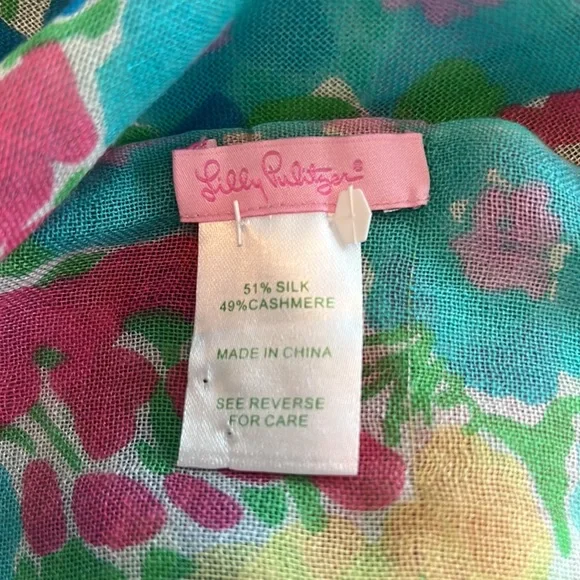 Lilly Pulitzer®
51% SILK
49%CASHMERE
MADE IN CHINA
SEE REVERSE
FOR CARE